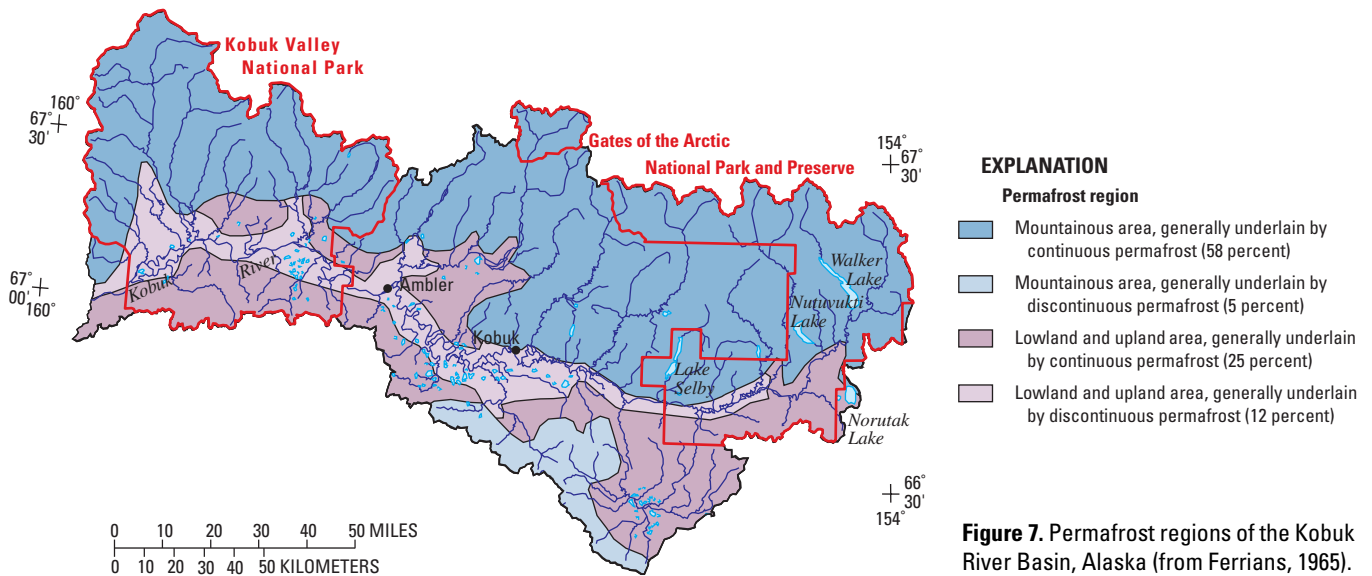 Kobuk Valley
National Park
160°
67°
30'
Gates of the Arctic
National Park and Preserve
154°
67°
30'
Walker
Lake
Nutuvukti
Lake
River
Kobuk
67°
00'
160°
Ambler
Kobuk
Lake
Selby
Norutak
Lake
66°
30'
154°
0 10 20 30 40 50 MILES
0 10 20 30 40 50 KILOMETERS
EXPLANATION
Permafrost region
Mountainous area, generally underlain by
continuous permafrost (58 percent)
Mountainous area, generally underlain by
discontinuous permafrost (5 percent)
Lowland and upland area, generally underlain
by continuous permafrost (25 percent)
Lowland and upland area, generally underlain
by discontinuous permafrost (12 percent)
Figure 7. Permafrost regions of the Kobuk
River Basin, Alaska (from Ferrians, 1965).